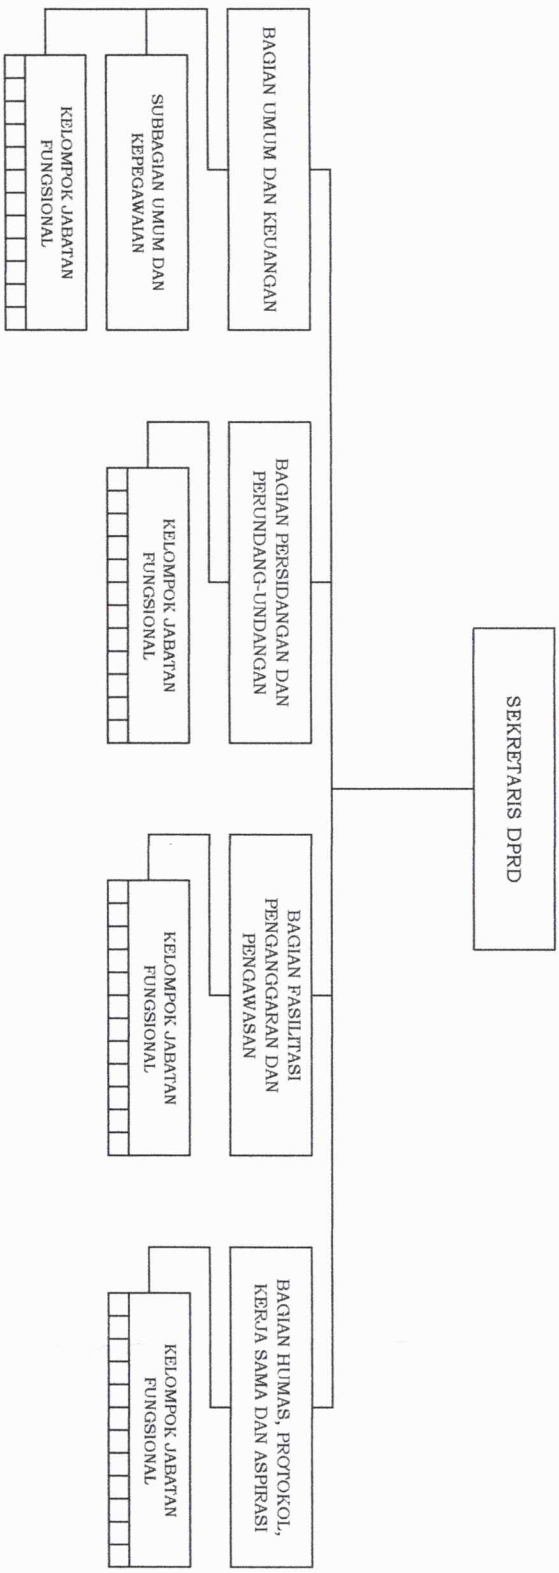 SEKRETARIS DPRD
BAGIAN UMUM DAN KEUANGAN
SUBBAGIAN UMUM DAN
KEPEGAWAIAN
KELOMPOK JABATAN
FUNGSIONAL
BAGIAN PERSIDANGAN DAN
PERUNDANG-UNDANGAN
KELOMPOK JABATAN
FUNGSIONAL
BAGIAN FASILITASI
PENGANGGARAN DAN
PENGAWASAN
KELOMPOK JABATAN
FUNGSIONAL
BAGIAN HUMAS, PROTOKOL,
KERJA SAMA DAN ASPIRASI
KELOMPOK JABATAN
FUNGSIONAL